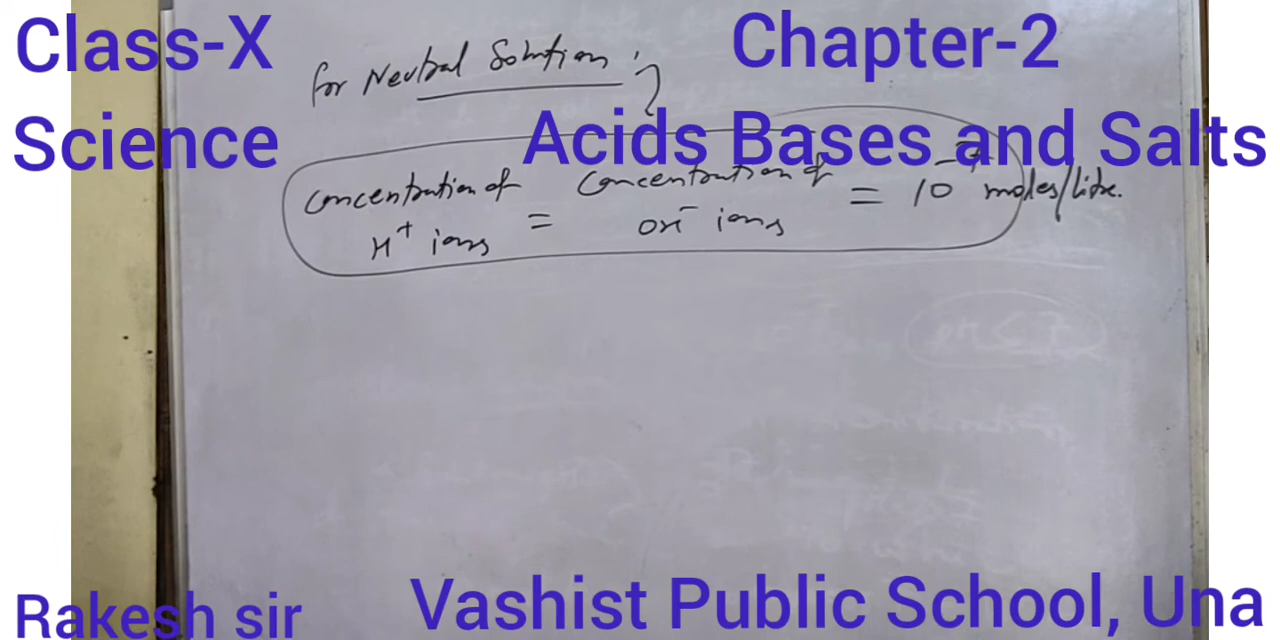 Class-X
Chapter-2
for Neutral Solution :
Science
Acids Bases and Salts
concentration of H⁺ ions = concentration of OH⁻ ions = 10⁻⁷ moles/litre.
Rakesh sir
Vashist Public School, Una